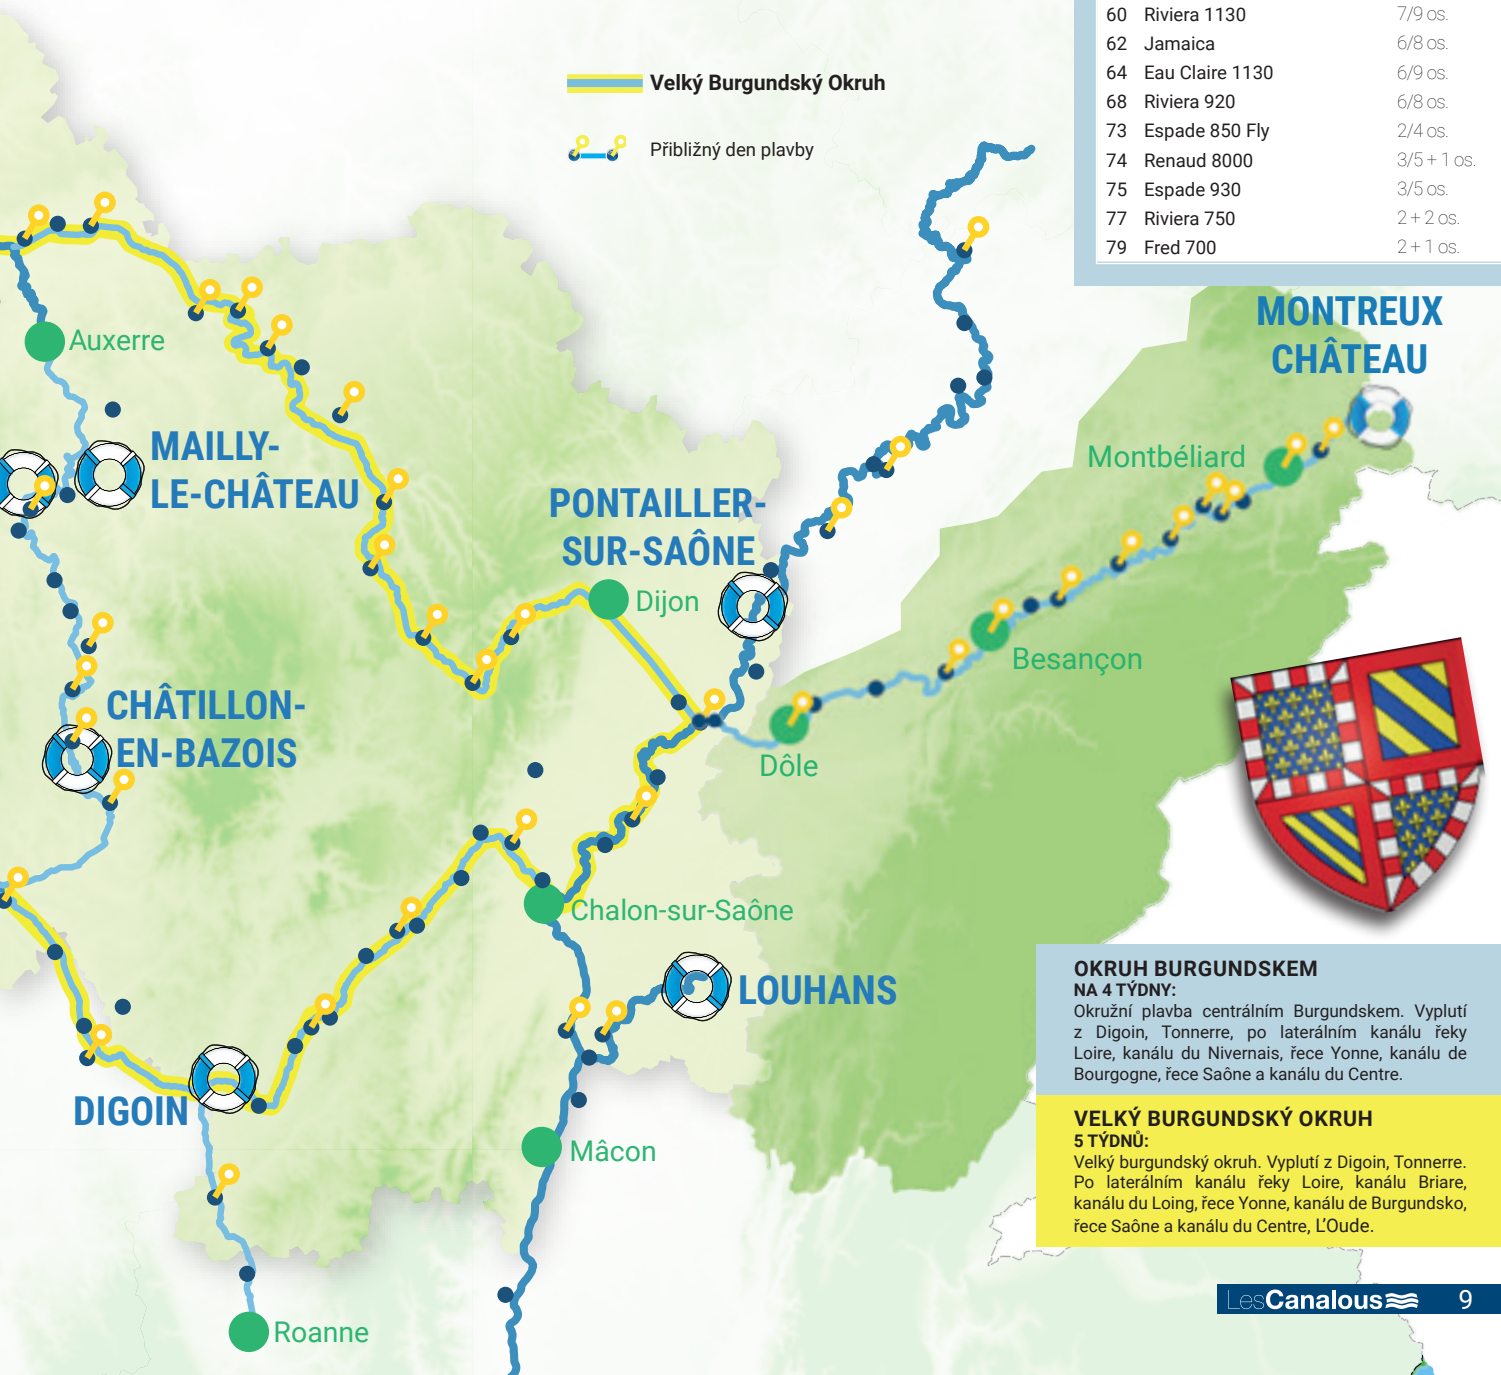 60 Riviera 1130 7/9 os.
62 Jamaica 6/8 os.
64 Eau Claire 1130 6/9 os.
68 Riviera 920 6/8 os.
73 Espade 850 Fly 2/4 os.
74 Renaud 8000 3/5 + 1 os.
75 Espade 930 3/5 os.
77 Riviera 750 2 + 2 os.
79 Fred 700 2 + 1 os.
Velký Burgundský Okruh
Přibližný den plavby
MONTREUX
CHÂTEAU
Auxerre
MAILLY-
LE-CHÂTEAU
Montbéliard
PONTAILLER-
SUR-SAÔNE
Dijon
Besançon
CHÂTILLON-
EN-BAZOIS
Dôle
Chalon-sur-Saône
LOUHANS
DIGOIN
Mâcon
Roanne
OKRUH BURGUNDSKEM
NA 4 TÝDNY:
Okružní plavba centrálním Burgundskem. Vyplutí
z Digoin, Tonnerre, po laterálním kanálu řeky
Loire, kanálu du Nivernais, řece Yonne, kanálu de
Bourgogne, řece Saône a kanálu du Centre.
VELKÝ BURGUNDSKÝ OKRUH
5 TÝDNŮ:
Velký burgundský okruh. Vyplutí z Digoin, Tonnerre.
Po laterálním kanálu řeky Loire, kanálu Briare,
kanálu du Loing, řece Yonne, kanálu de Burgundsko,
řece Saône a kanálu du Centre, L'Oude.
LesCanalous 9